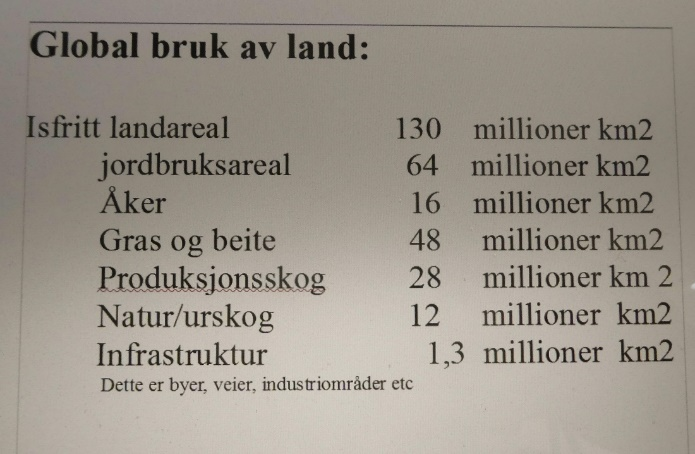 Global bruk av land:
Isfritt landareal 130 millioner km2
jordbruksareal 64 millioner km2
Åker 16 millioner km2
Gras og beite 48 millioner km2
Produksjonsskog 28 millioner km 2
Natur/urskog 12 millioner km2
Infrastruktur 1,3 millioner km2
Dette er byer, veier, industriområder etc